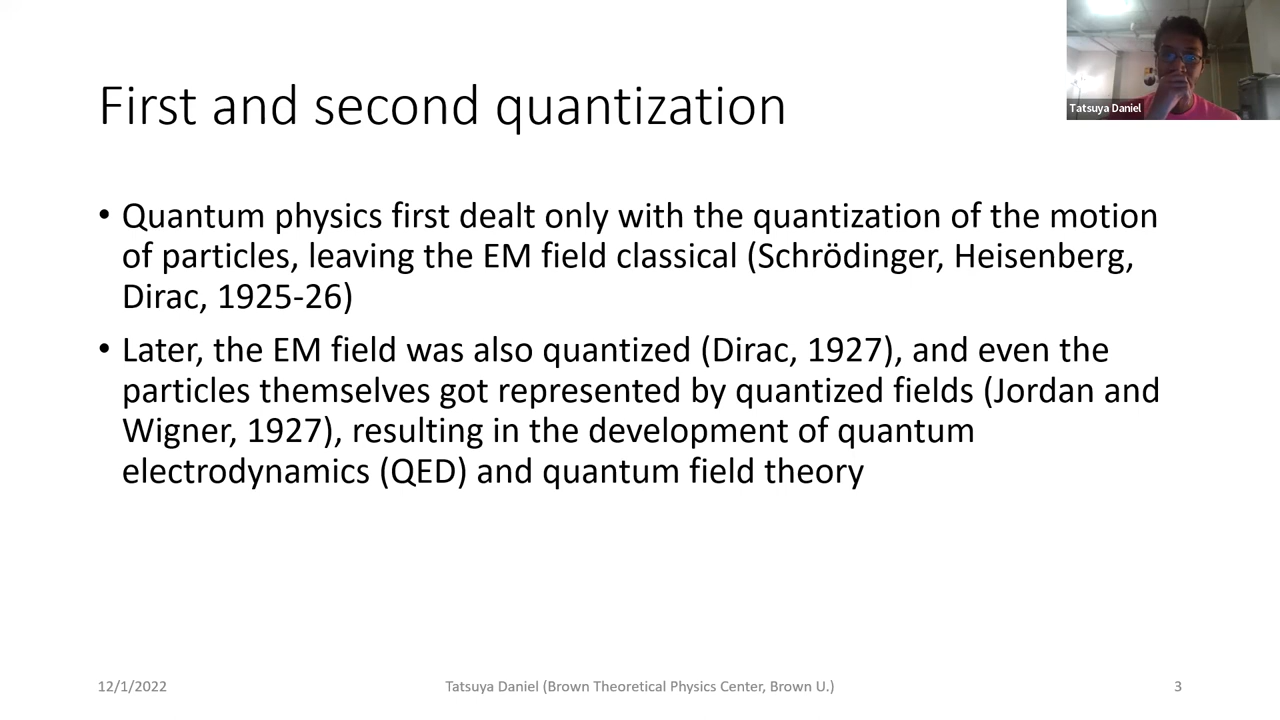 Tatsuya Daniel
First and second quantization
• Quantum physics first dealt only with the quantization of the motion
of particles, leaving the EM field classical (Schrödinger, Heisenberg,
Dirac, 1925-26)
• Later, the EM field was also quantized (Dirac, 1927), and even the
particles themselves got represented by quantized fields (Jordan and
Wigner, 1927), resulting in the development of quantum
electrodynamics (QED) and quantum field theory
12/1/2022
Tatsuya Daniel (Brown Theoretical Physics Center, Brown U.)
3